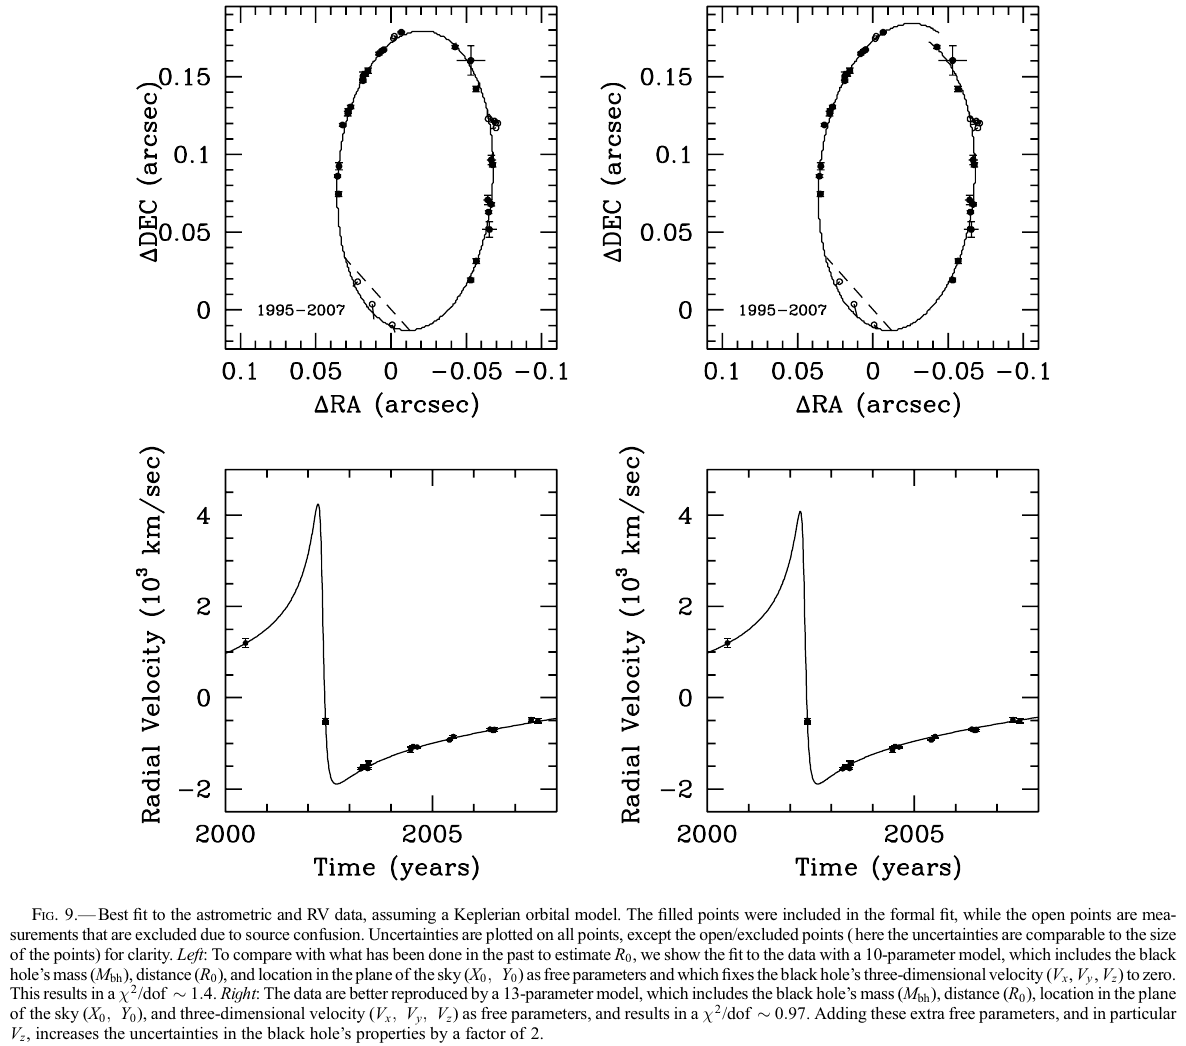 0.15
0.1
0.05
0
ΔDEC (arcsec)
1995−2007
0.1 0.05 0 −0.05 −0.1
ΔRA (arcsec)
0.15
0.1
0.05
0
ΔDEC (arcsec)
1995−2007
0.1 0.05 0 −0.05 −0.1
ΔRA (arcsec)
4
2
0
−2
Radial Velocity (10³ km/sec)
2000 2005
Time (years)
4
2
0
−2
Radial Velocity (10³ km/sec)
2000 2005
Time (years)
FIG. 9.—Best fit to the astrometric and RV data, assuming a Keplerian orbital model. The filled points were included in the formal fit, while the open points are mea-
surements that are excluded due to source confusion. Uncertainties are plotted on all points, except the open/excluded points (here the uncertainties are comparable to the size
of the points) for clarity. Left: To compare with what has been done in the past to estimate R₀, we show the fit to the data with a 10-parameter model, which includes the black
hole's mass (M_bh), distance (R₀), and location in the plane of the sky (X₀, Y₀) as free parameters and which fixes the black hole's three-dimensional velocity (Vₓ, V_y, V_z) to zero.
This results in a χ²/dof ∼ 1.4. Right: The data are better reproduced by a 13-parameter model, which includes the black hole's mass (M_bh), distance (R₀), location in the plane
of the sky (X₀, Y₀), and three-dimensional velocity (Vₓ, V_y, V_z) as free parameters, and results in a χ²/dof ∼ 0.97. Adding these extra free parameters, and in particular
V_z, increases the uncertainties in the black hole's properties by a factor of 2.